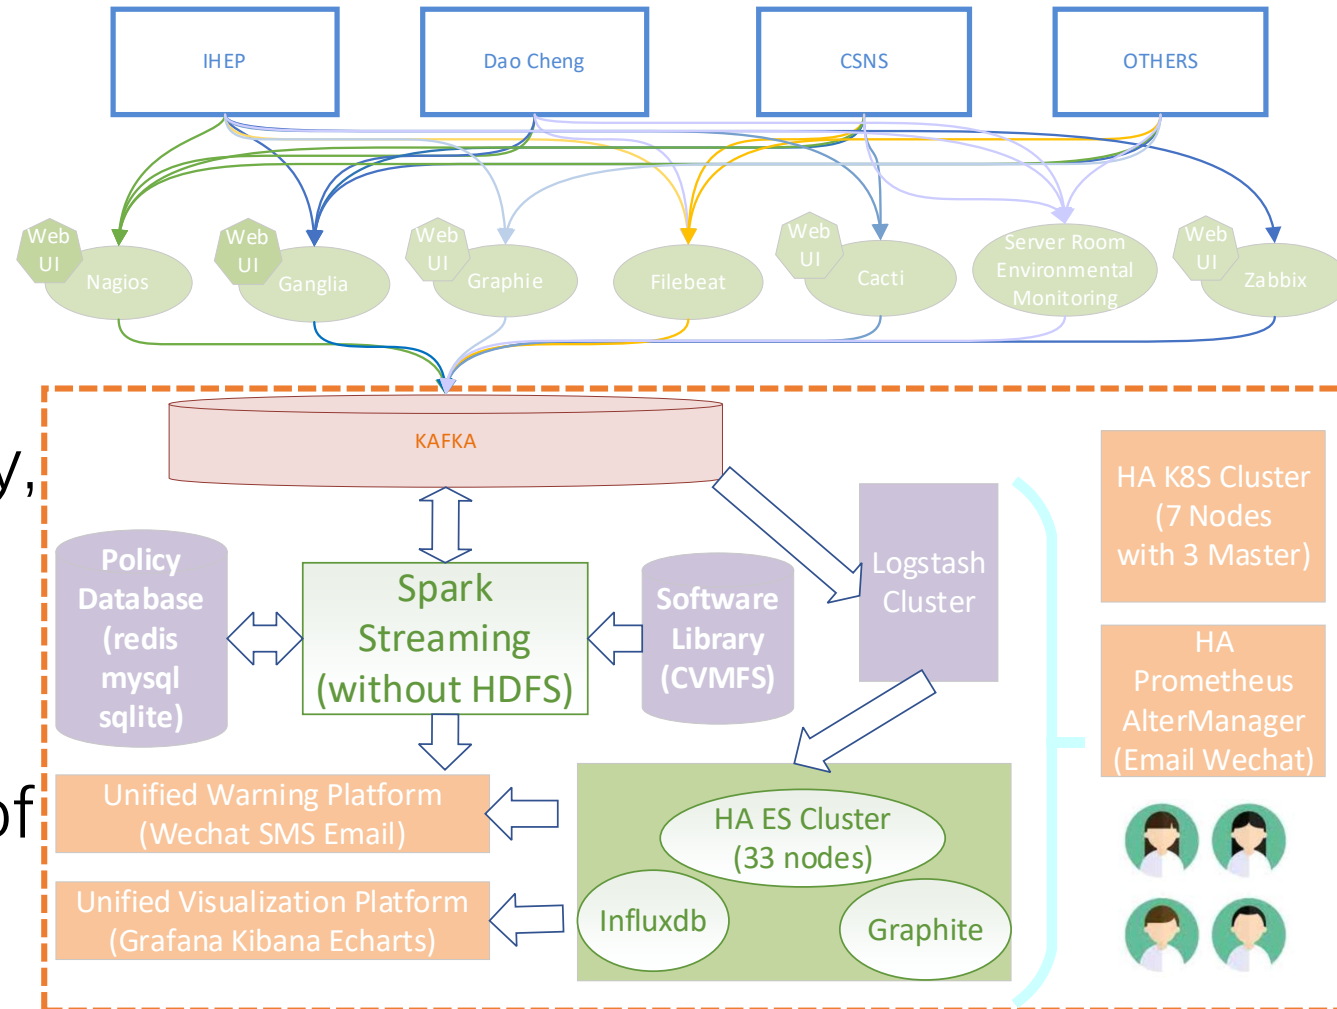 IHEP
Dao Cheng
CSNS
OTHERS
Web
UI
Nagios
Web
UI
Ganglia
Web
UI
Graphie
Filebeat
Web
UI
Cacti
Server Room
Environmental
Monitoring
Web
UI
Zabbix
KAFKA
y,
of
Policy
Database
(redis
mysql
sqlite)
Spark
Streaming
(without HDFS)
Software
Library
(CVMFS)
Logstash
Cluster
HA K8S Cluster
(7 Nodes
with 3 Master)
HA
Prometheus
AlterManager
(Email Wechat)
Unified Warning Platform
(Wechat SMS Email)
Unified Visualization Platform
(Grafana Kibana Echarts)
HA ES Cluster
(33 nodes)
Influxdb
Graphite